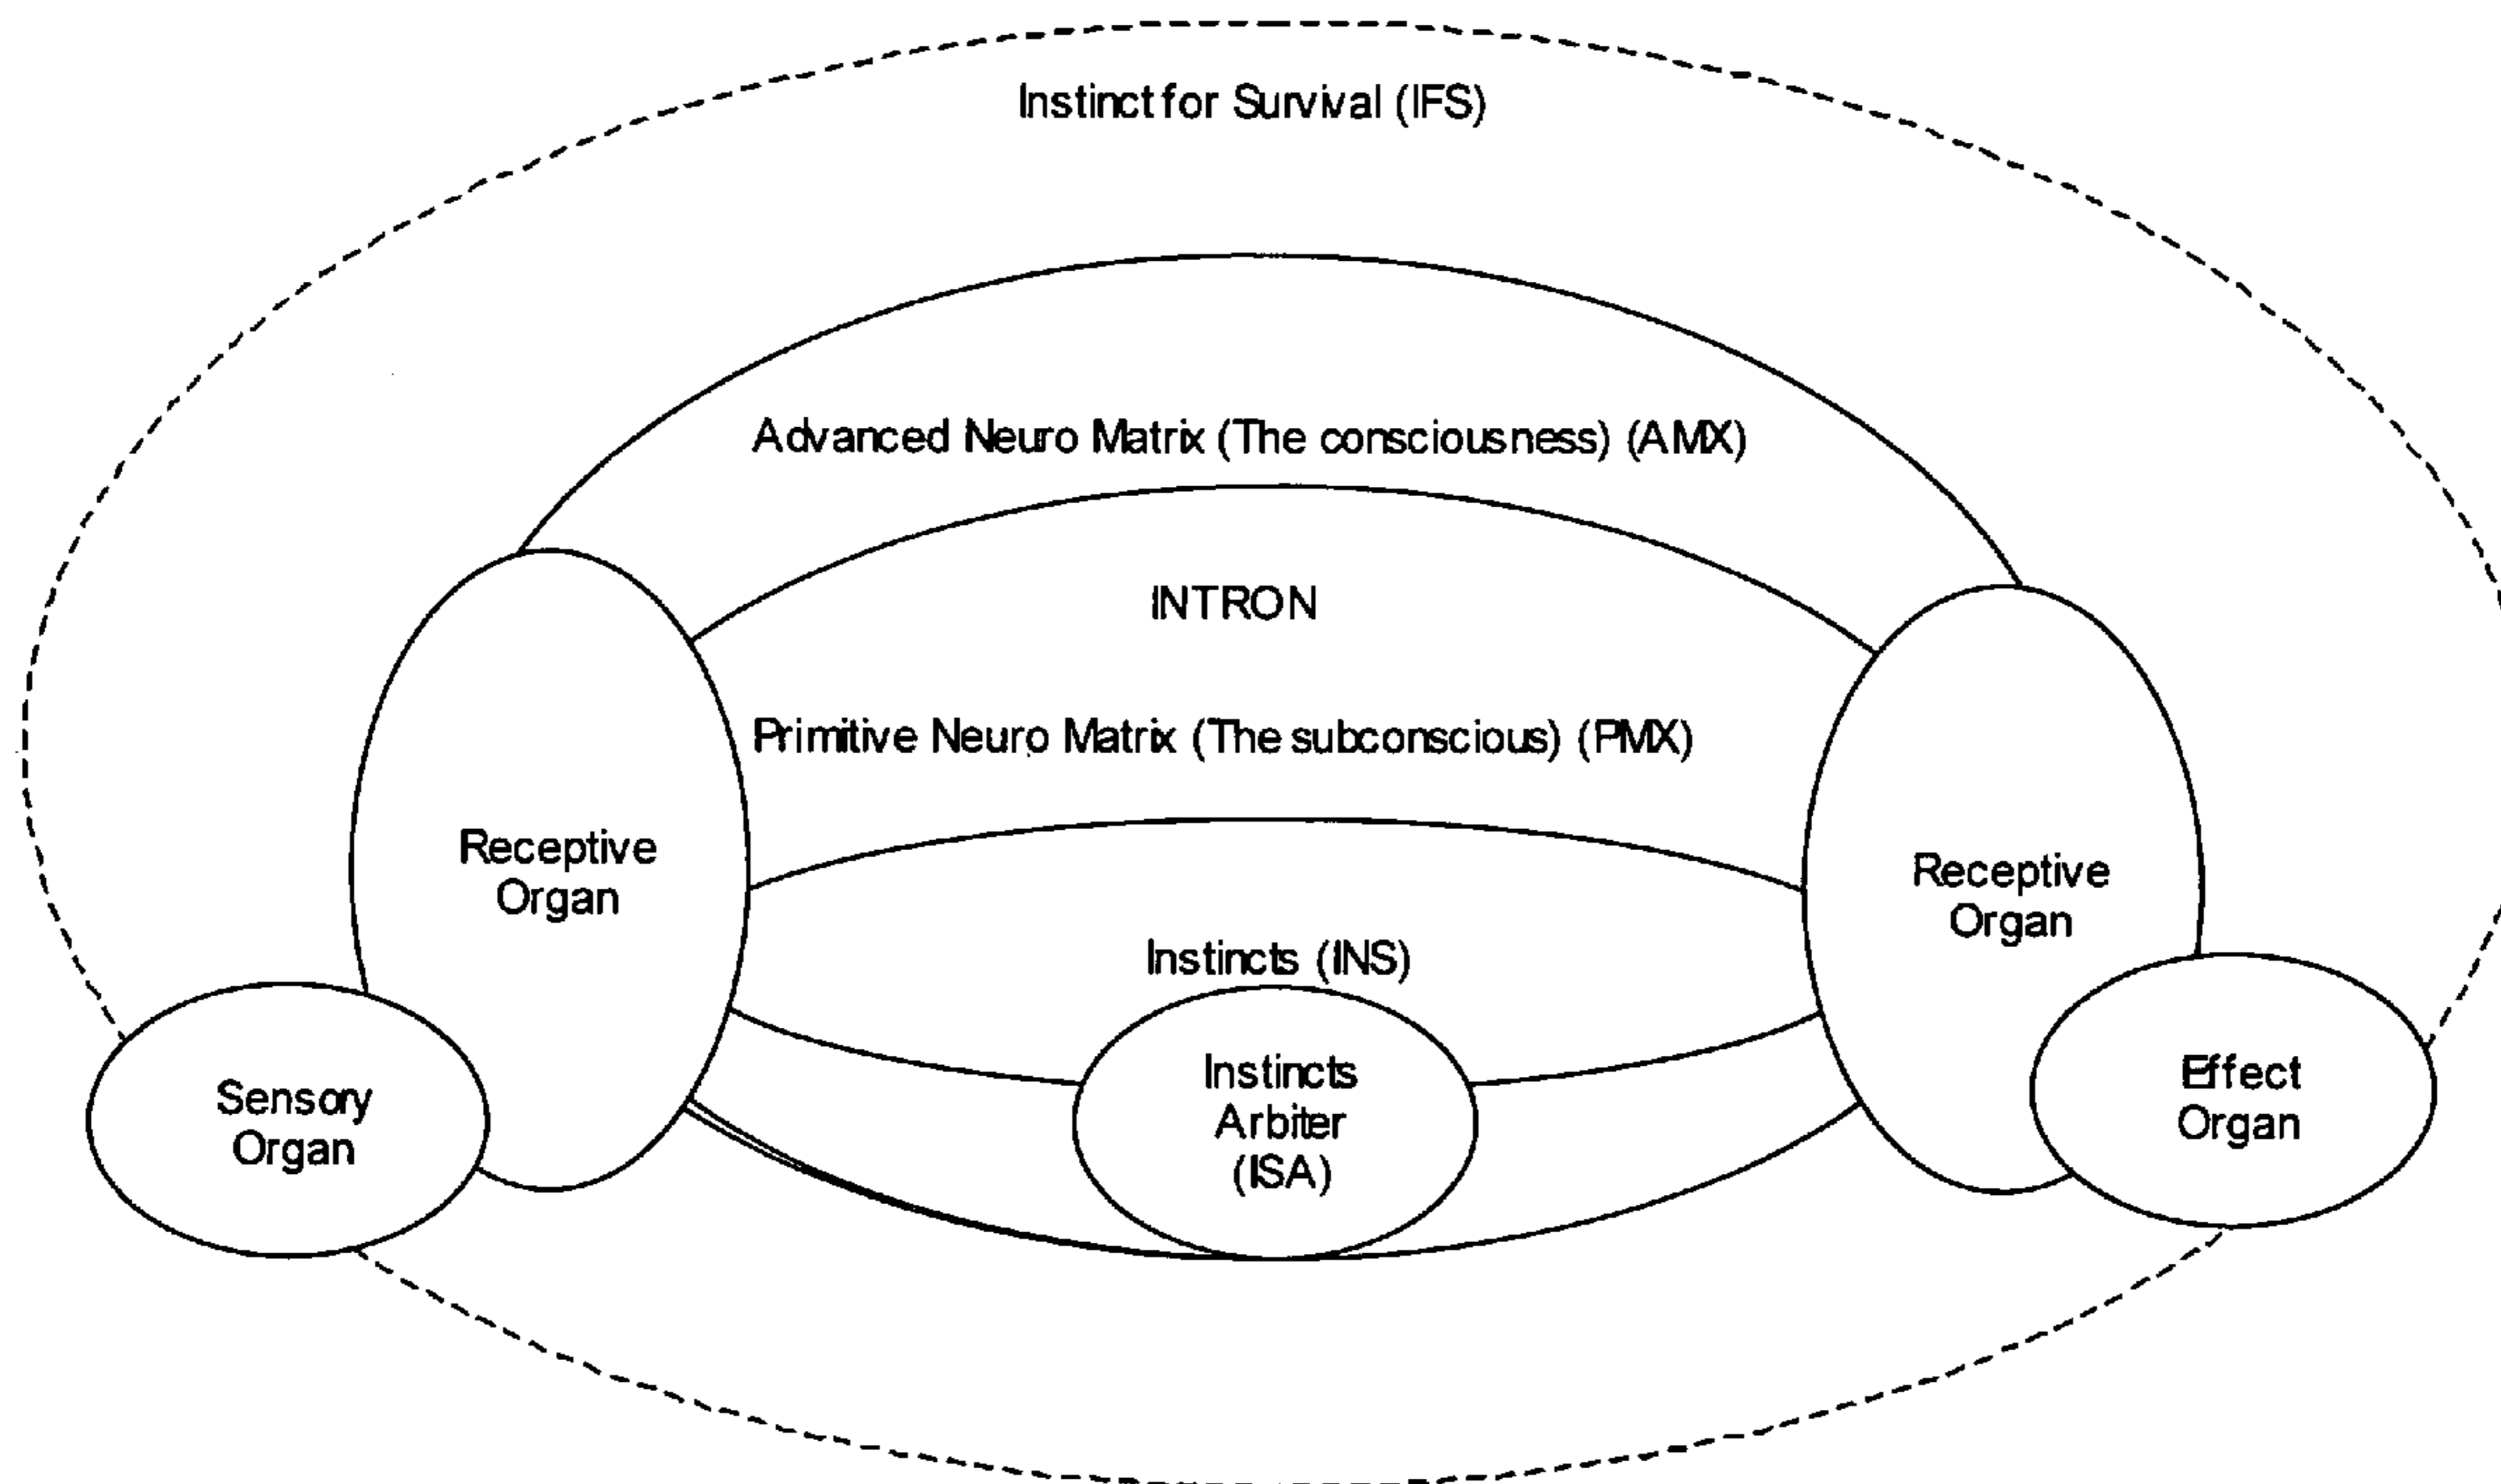 Instinct for Survival (IFS)
Advanced Neuro Matrix (The consciousness) (AMX)
INTRON
Primitive Neuro Matrix (The subconscious) (PMX)
Receptive
Organ
Receptive
Organ
Instincts (INS)
Sensory
Organ
Instincts
Arbiter
(ISA)
Effect
Organ